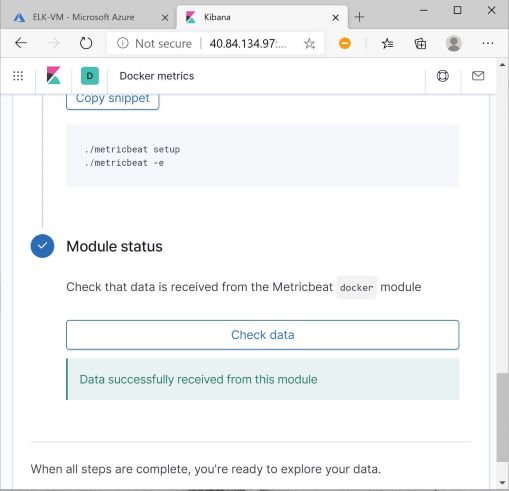 ELK-VM - Microsoft Azure
Kibana
Not secure | 40.84.134.97:...
D
Docker metrics
Copy snippet
./metricbeat setup
./metricbeat -e
Module status
Check that data is received from the Metricbeat docker module
Check data
Data successfully received from this module
When all steps are complete, you're ready to explore your data.